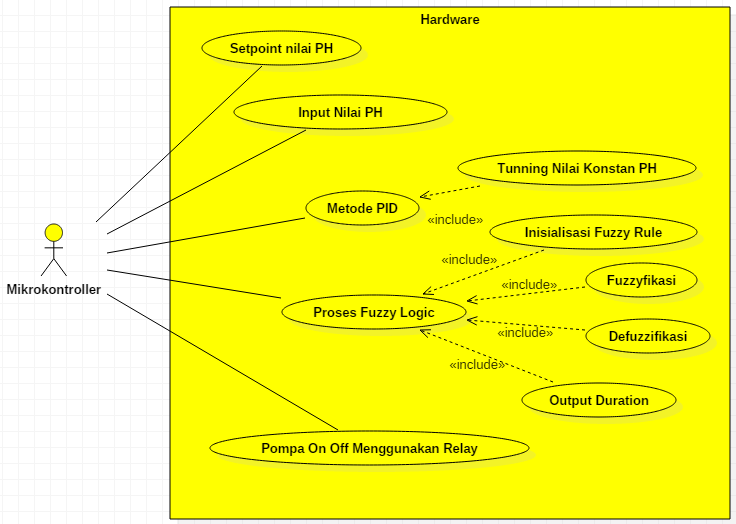 Hardware
Setpoint nilai PH
Input Nilai PH
Tunning Nilai Konstan PH
Metode PID
«include»
Inisialisasi Fuzzy Rule
«include»
Fuzzyfikasi
«include»
Mikrokontroller
Proses Fuzzy Logic
«include»
Defuzzifikasi
«include»
Output Duration
Pompa On Off Menggunakan Relay